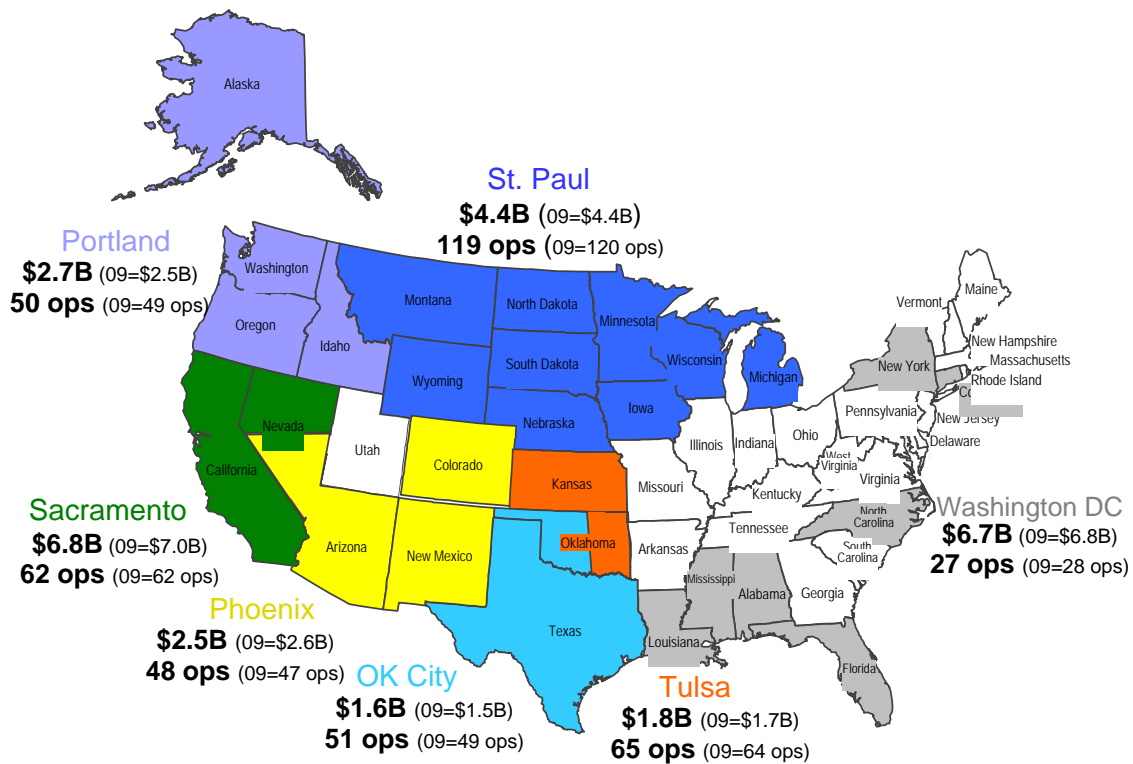 Alaska
St. Paul
$4.4B (09=$4.4B)
119 ops (09=120 ops)
Portland
$2.7B (09=$2.5B)
50 ops (09=49 ops)
Washington
Oregon
Idaho
Montana
North Dakota
Minnesota
South Dakota
Wisconsin
Wyoming
Michigan
Iowa
Nebraska
Maine
Vermont
New Hampshire
Massachusetts
New York
Rhode Island
Co
Pennsylvania
New Jersey
Delaware
Nevada
Utah
Colorado
California
Kansas
Missouri
Illinois
Indiana
Ohio
West
Virginia
Virginia
Kentucky
Sacramento
$6.8B (09=$7.0B)
62 ops (09=62 ops)
Arizona
New Mexico
Oklahoma
Arkansas
Tennessee
North
Carolina
South
Carolina
Washington DC
$6.7B (09=$6.8B)
27 ops (09=28 ops)
Mississippi
Alabama
Georgia
Phoenix
$2.5B (09=$2.6B)
48 ops (09=47 ops)
Texas
Louisiana
Florida
OK City
$1.6B (09=$1.5B)
51 ops (09=49 ops)
Tulsa
$1.8B (09=$1.7B)
65 ops (09=64 ops)